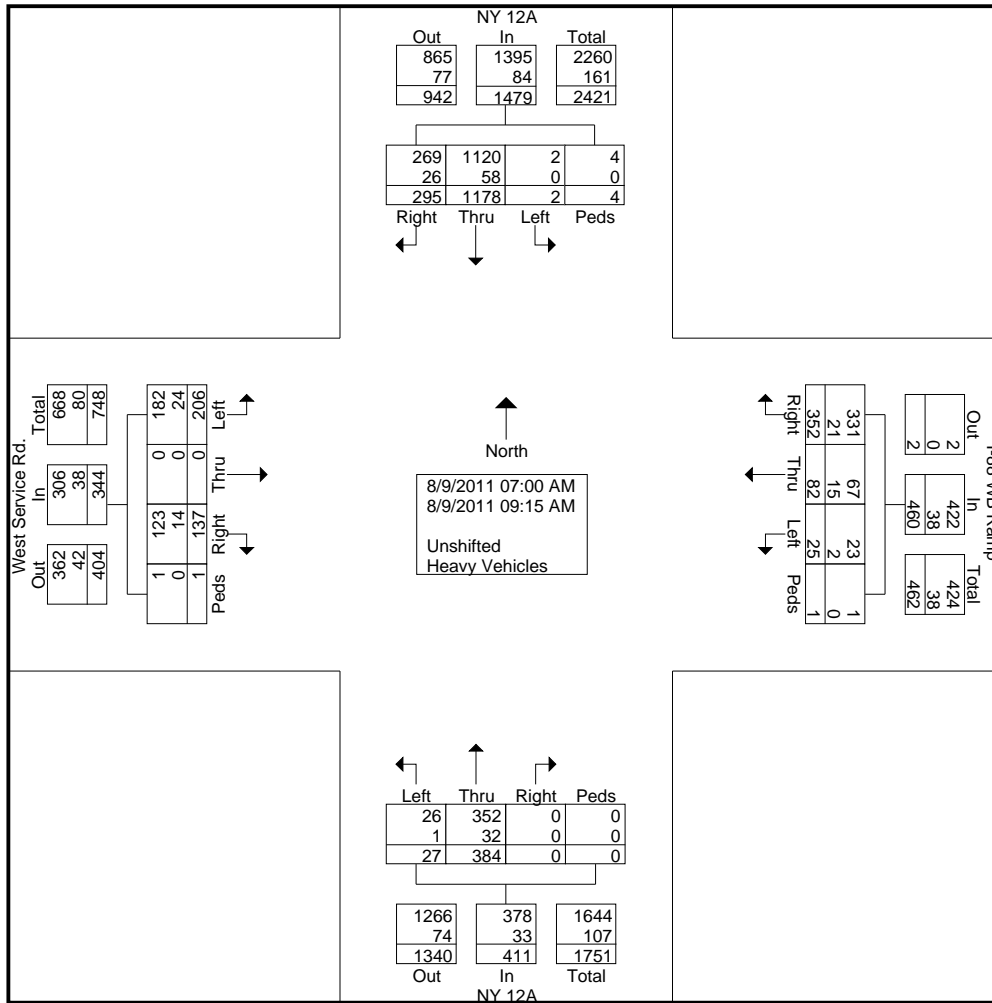 NY 12A
Out In Total
865 1395 2260
77 84 161
942 1479 2421
269 1120 2 4
26 58 0 0
295 1178 2 4
Right Thru Left Peds
West Service Rd.
Out In Total
362 306 668
42 38 80
404 344 748
1 123 0 182
0 14 0 24
1 137 0 206
Peds Right Thru Left
North
8/9/2011 07:00 AM
8/9/2011 09:15 AM
Unshifted
Heavy Vehicles
WB Ramp
Out In Total
2 422 424
0 38 38
2 460 462
331 67 23 1
21 15 2 0
352 82 25 1
Right Thru Left Peds
Left Thru Right Peds
26 352 0 0
1 32 0 0
27 384 0 0
1266 378 1644
74 33 107
1340 411 1751
Out In Total
NY 12A